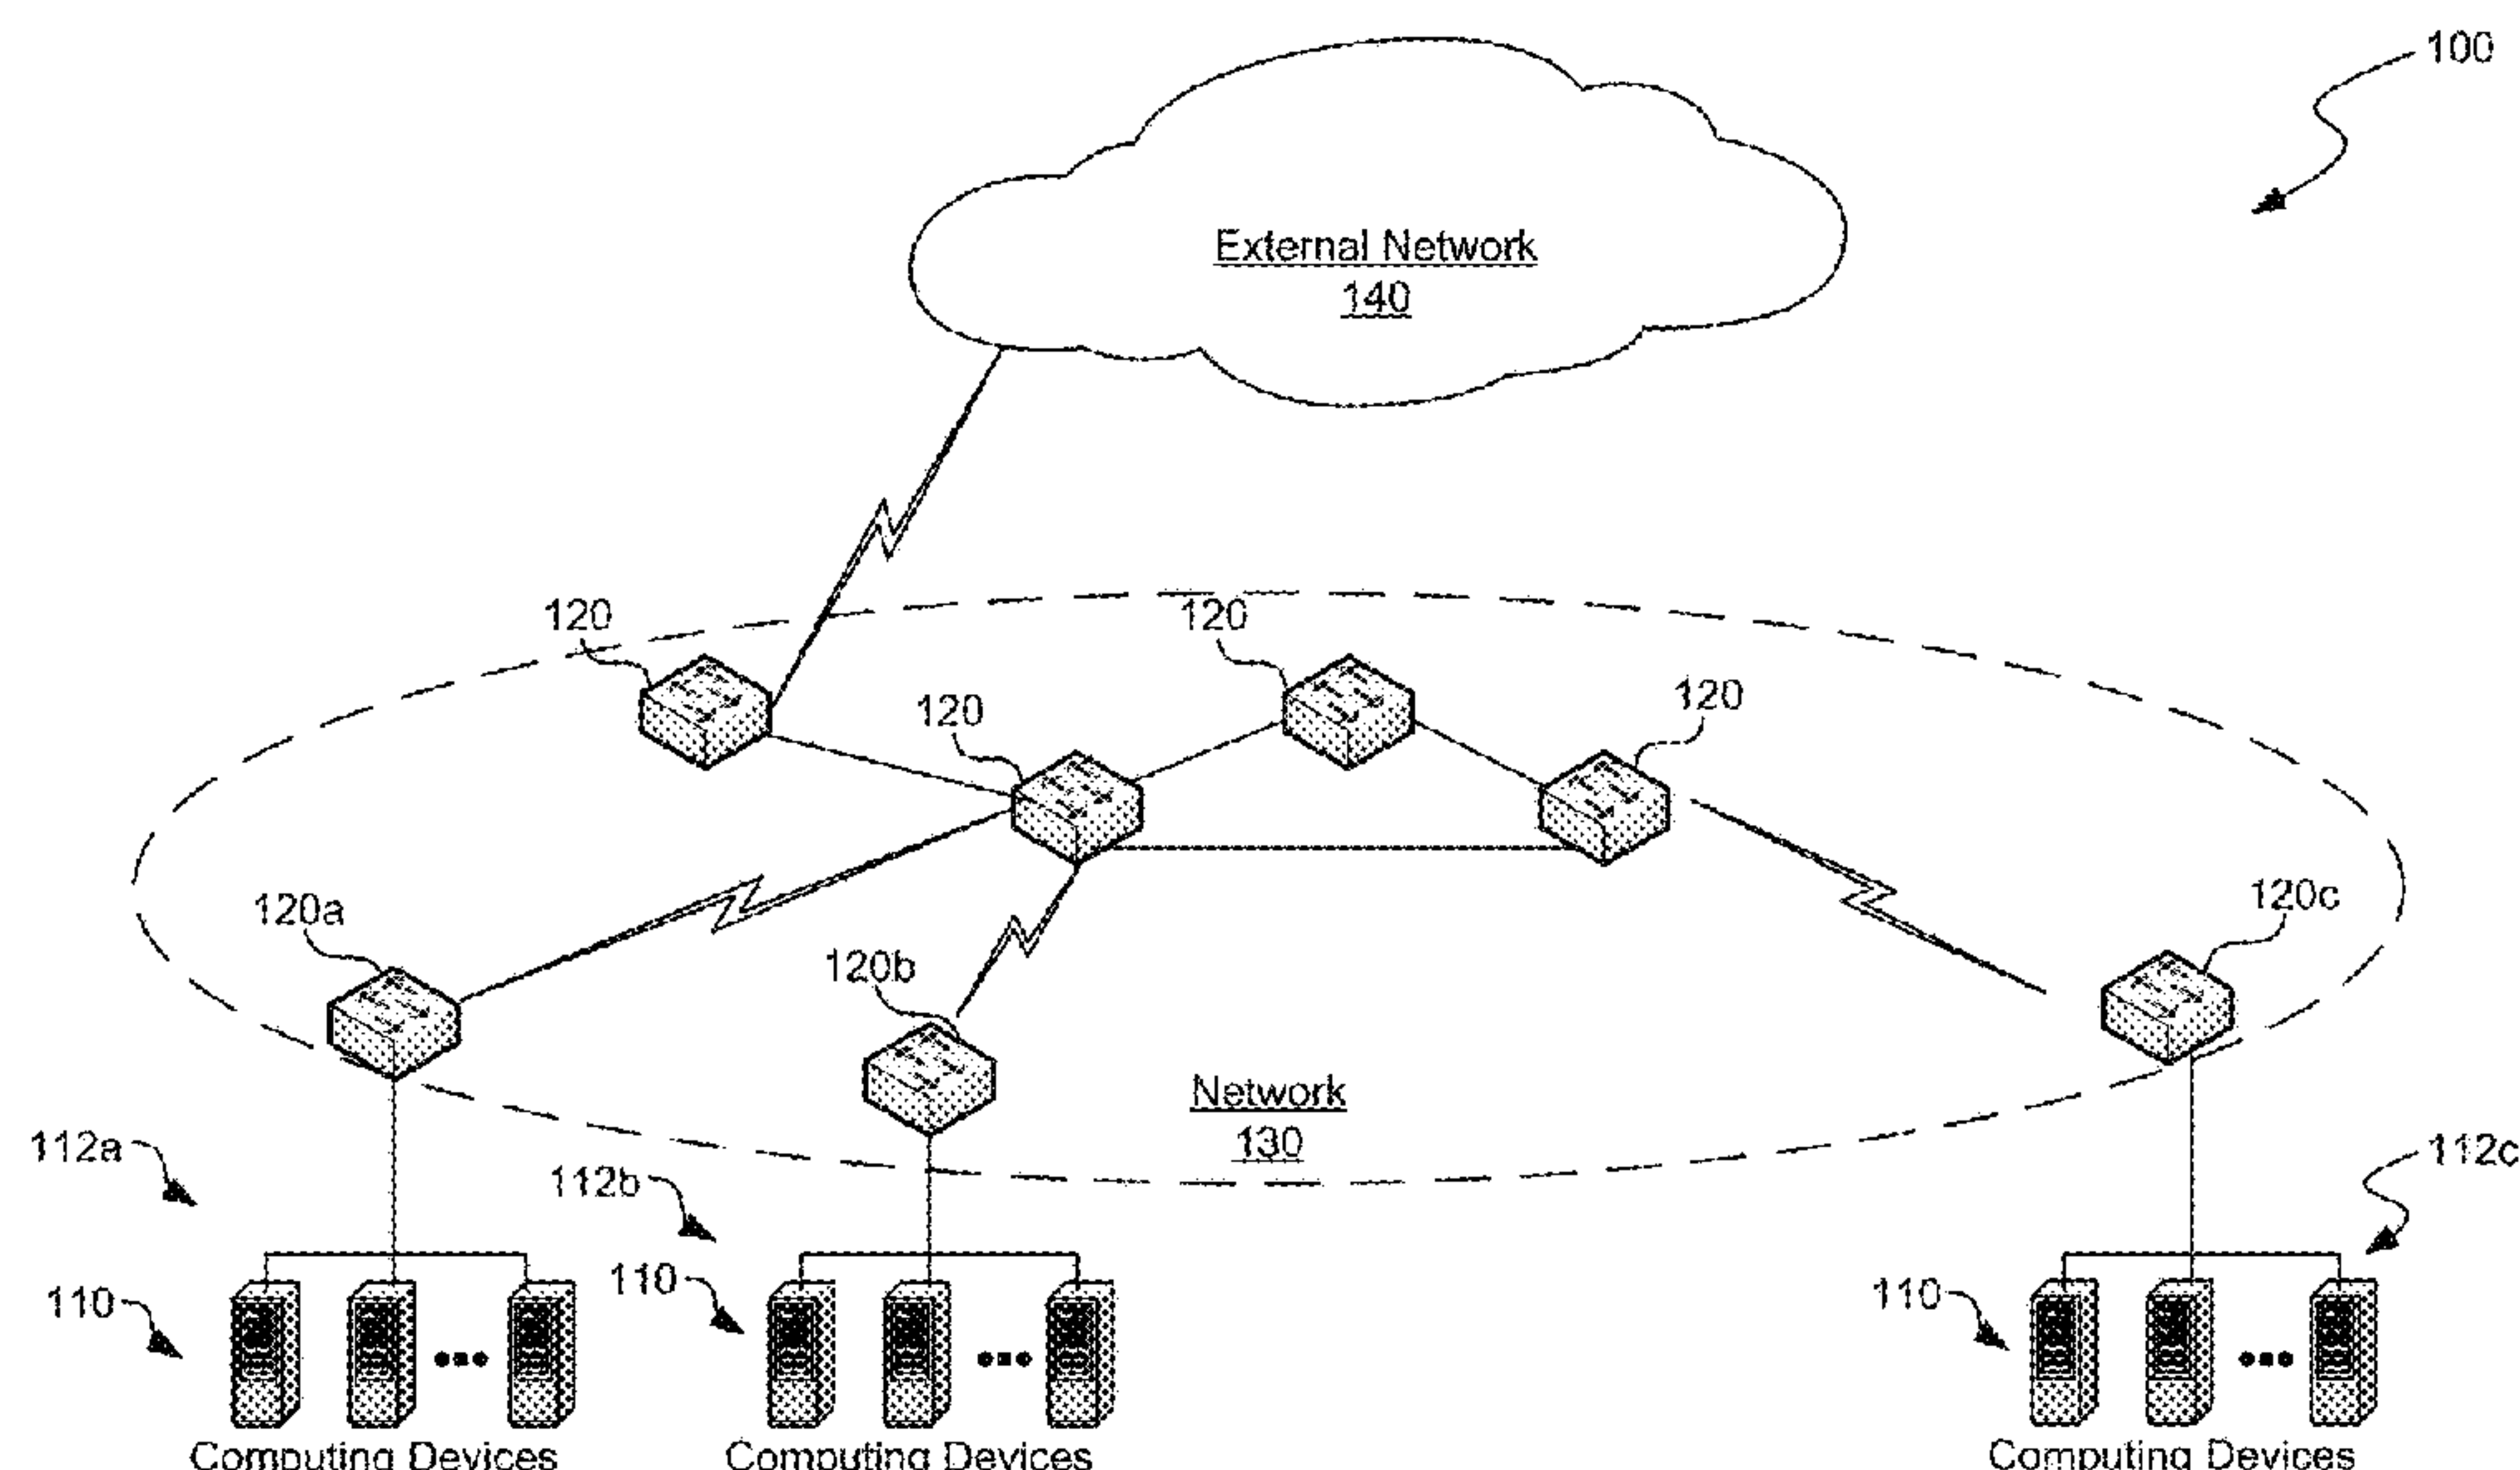 100
External Network
140
120
120
120
120
120a
120b
120c
Network
130
112a
112b
112c
110
110
110
Computing Devices
Computing Devices
Computing Devices